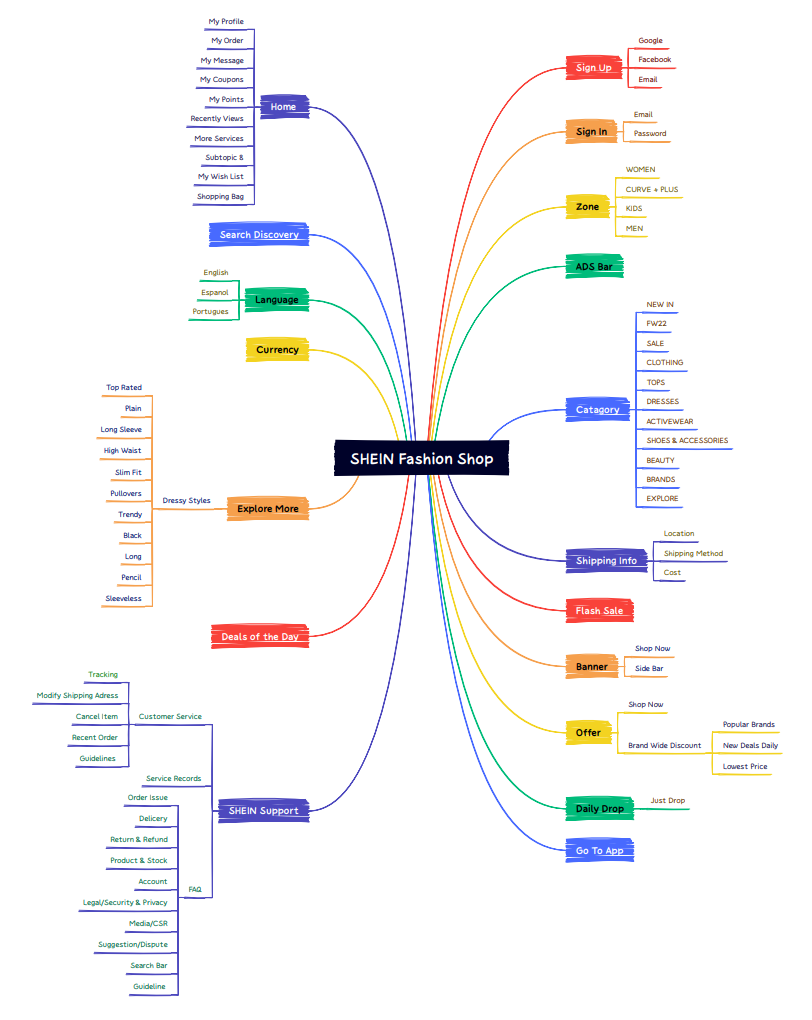 SHEIN Fashion Shop
Home
My Profile
My Order
My Message
My Coupons
My Points
Recently Views
More Services
Subtopic 8
My Wish List
Shopping Bag
Search Discovery
Language
English
Espanol
Portugues
Currency
Explore More
Dressy Styles
Top Rated
Plain
Long Sleeve
High Waist
Slim Fit
Pullovers
Trendy
Black
Long
Pencil
Sleeveless
Deals of the Day
SHEIN Support
Customer Service
Tracking
Modify Shipping Adress
Cancel Item
Recent Order
Guidelines
Service Records
FAQ
Order Issue
Delicery
Return & Refund
Product & Stock
Account
Legal/Security & Privacy
Media/CSR
Suggestion/Dispute
Search Bar
Guideline
Sign Up
Google
Facebook
Email
Sign In
Email
Password
Zone
WOMEN
CURVE + PLUS
KIDS
MEN
ADS Bar
Catagory
NEW IN
FW22
SALE
CLOTHING
TOPS
DRESSES
ACTIVEWEAR
SHOES & ACCESSORIES
BEAUTY
BRANDS
EXPLORE
Shipping Info
Location
Shipping Method
Cost
Flash Sale
Banner
Shop Now
Side Bar
Offer
Shop Now
Brand Wide Discount
Popular Brands
New Deals Daily
Lowest Price
Daily Drop
Just Drop
Go To App